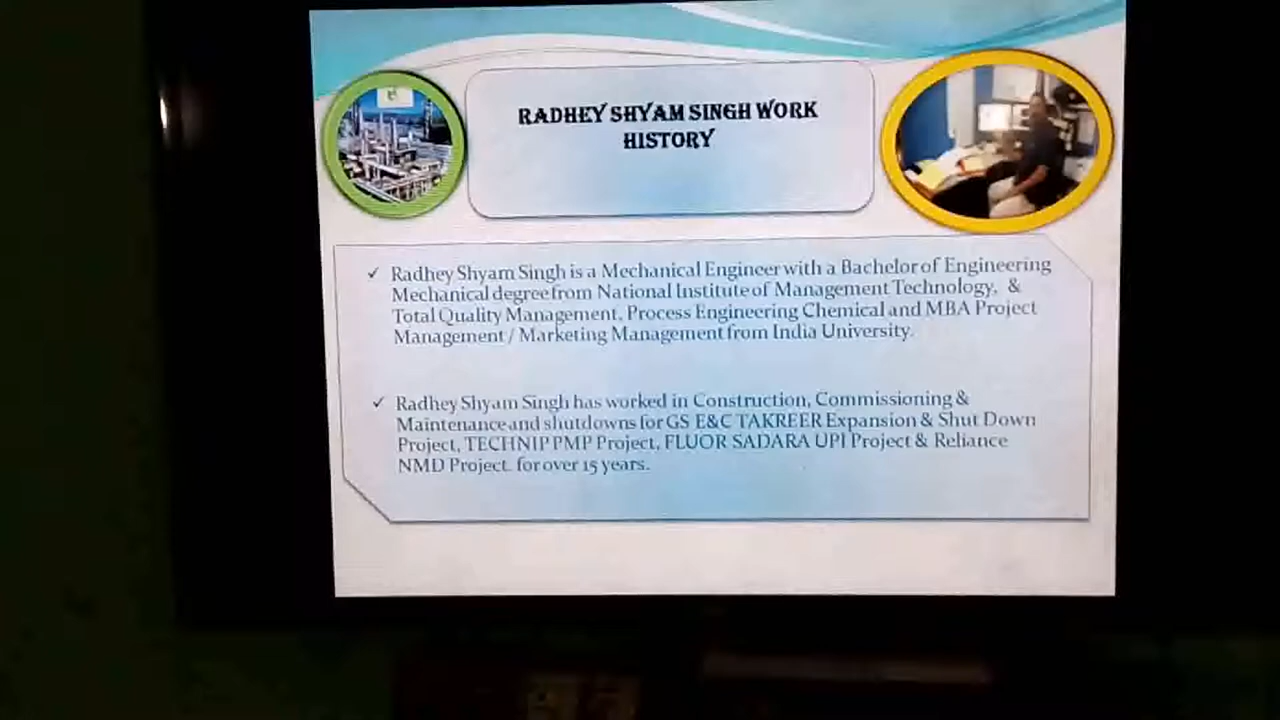 RADHEY SHYAM SINGH WORK
HISTORY
✓ Radhey Shyam Singh is a Mechanical Engineer with a Bachelor of Engineering
Mechanical degree from National Institute of Management Technology, &
Total Quality Management, Process Engineering Chemical and MBA Project
Management / Marketing Management from India University.
✓ Radhey Shyam Singh has worked in Construction, Commissioning &
Maintenance and shutdowns for GS E&C TAKREER Expansion & Shut Down
Project, TECHNIP PMP Project, FLUOR SADARA UPI Project & Reliance
NMD Project. for over 15 years.